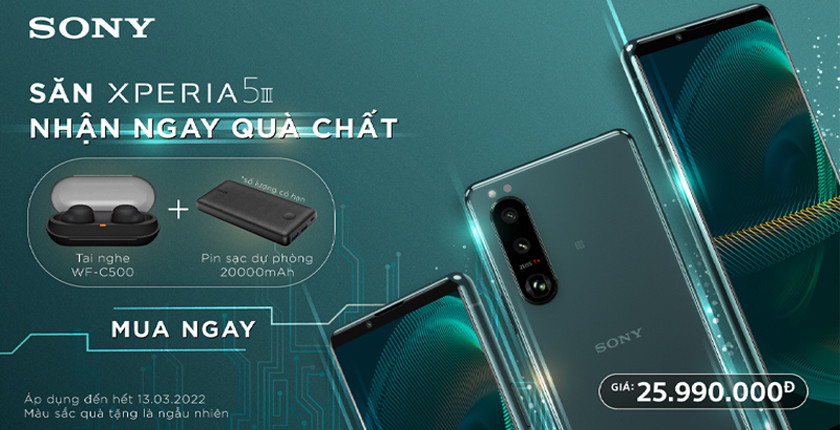 SONY
SĂN XPERIA 5 III
NHẬN NGAY QUÀ CHẤT
*số lượng có hạn
+
Tai nghe
WF-C500
Pin sạc dự phòng
20000mAh
MUA NGAY
Áp dụng đến hết 13.03.2022
Màu sắc quà tặng là ngẫu nhiên
ZEISS T*
SONY
GIÁ: 25.990.000Đ